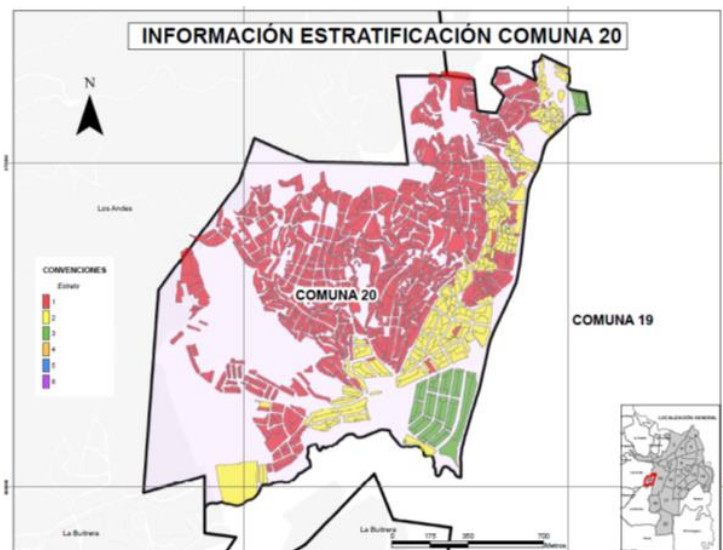 INFORMACIÓN ESTRATIFICACIÓN COMUNA 20
N
Los Andes
CONVENCIONES
Estrato
1
2
3
4
5
6
COMUNA 20
COMUNA 19
LOCALIZACIÓN GENERAL
La Buitrera
La Buitrera
0 175 350 700
Metros